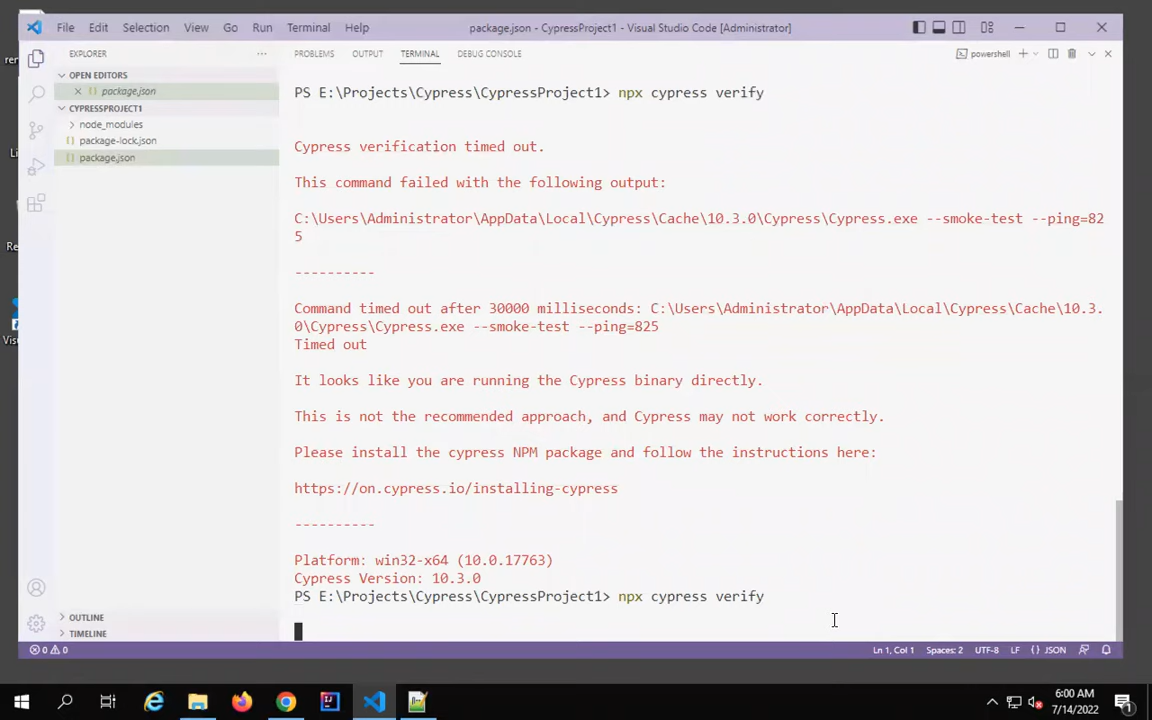 File Edit Selection View Go Run Terminal Help
package.json - CypressProject1 - Visual Studio Code [Administrator]
EXPLORER
PROBLEMS OUTPUT TERMINAL DEBUG CONSOLE
powershell
OPEN EDITORS
package.json
CYPRESSPROJECT1
node_modules
package-lock.json
package.json
PS E:\Projects\Cypress\CypressProject1> npx cypress verify
Cypress verification timed out.
This command failed with the following output:
C:\Users\Administrator\AppData\Local\Cypress\Cache\10.3.0\Cypress\Cypress.exe --smoke-test --ping=82
5
----------
Command timed out after 30000 milliseconds: C:\Users\Administrator\AppData\Local\Cypress\Cache\10.3.
0\Cypress\Cypress.exe --smoke-test --ping=825
Timed out
It looks like you are running the Cypress binary directly.
This is not the recommended approach, and Cypress may not work correctly.
Please install the cypress NPM package and follow the instructions here:
https://on.cypress.io/installing-cypress
----------
Platform: win32-x64 (10.0.17763)
Cypress Version: 10.3.0
PS E:\Projects\Cypress\CypressProject1> npx cypress verify
OUTLINE
TIMELINE
0 0
Ln 1, Col 1 Spaces: 2 UTF-8 LF {} JSON
6:00 AM
7/14/2022
1